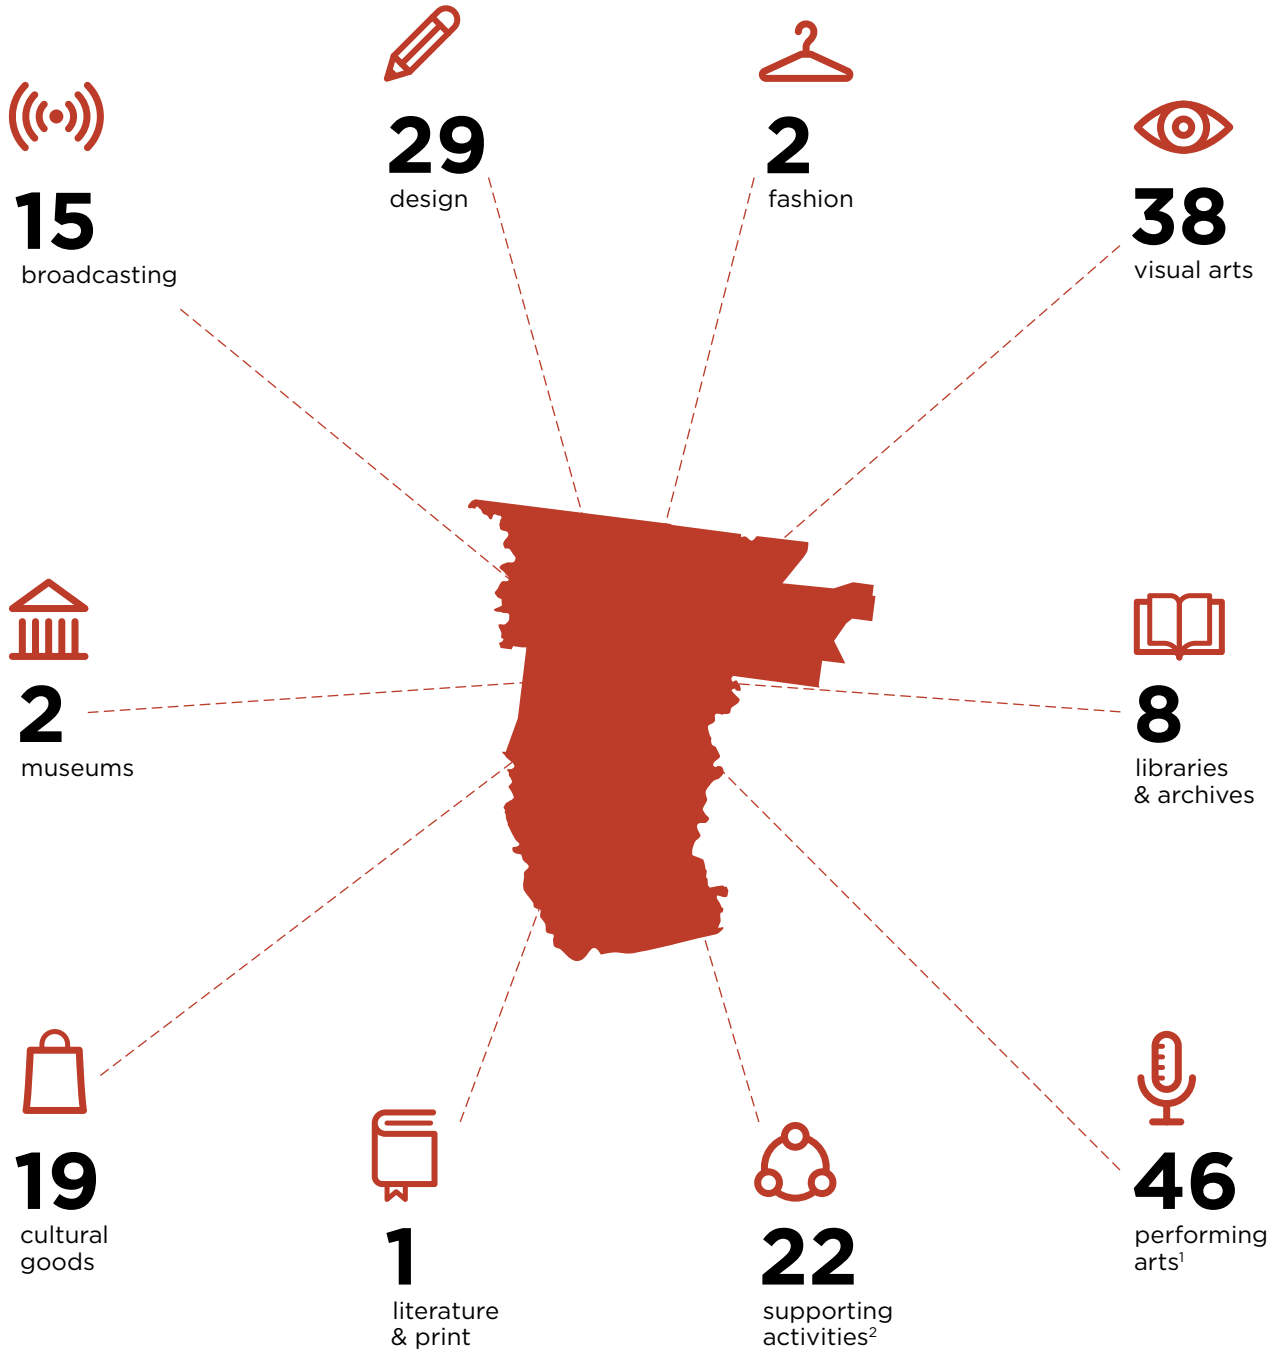 29
design
2
fashion
15
broadcasting
38
visual arts
2
museums
8
libraries
& archives
19
cultural
goods
1
literature
& print
22
supporting
activities²
46
performing
arts¹